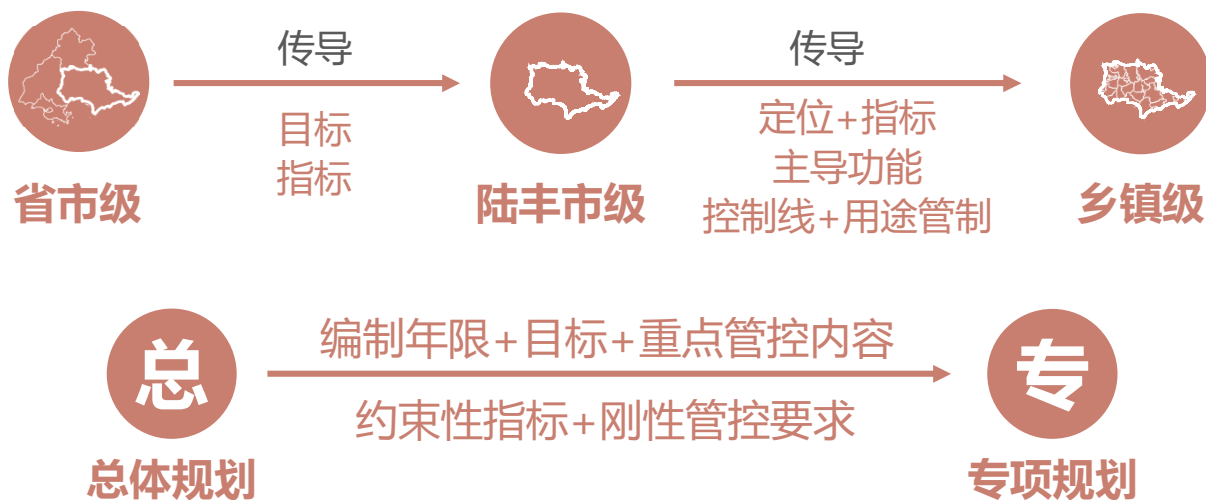 传导
传导
目标
指标
定位+指标
主导功能
控制线+用途管制
省市级
陆丰市级
乡镇级
总
编制年限+目标+重点管控内容
约束性指标+刚性管控要求
专
总体规划
专项规划